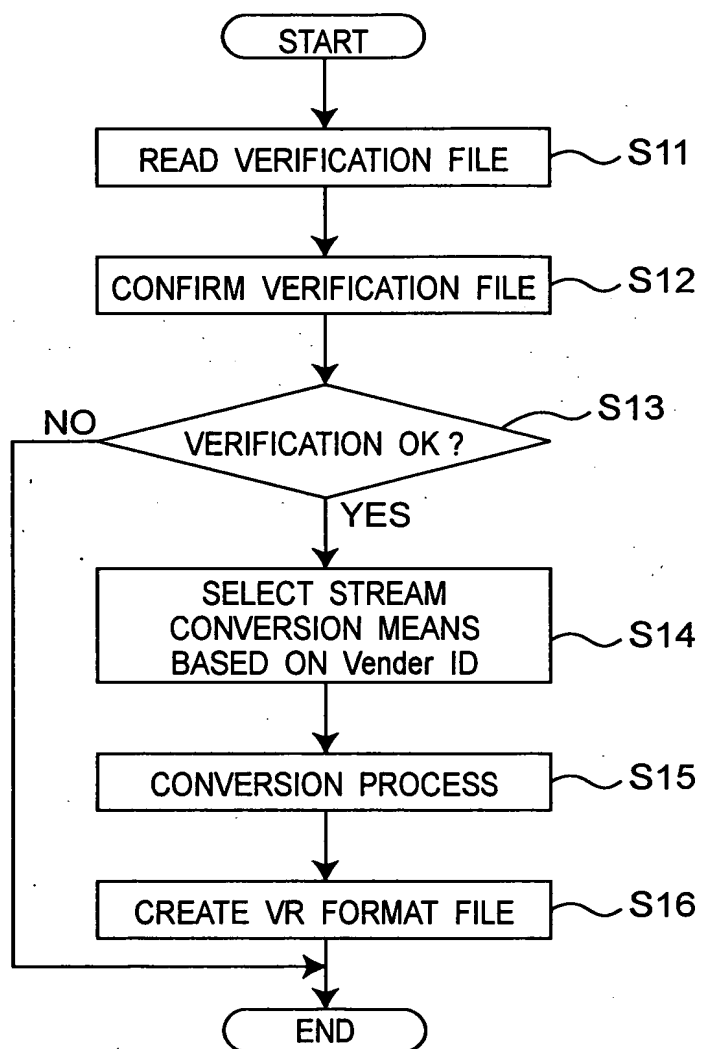 START
READ VERIFICATION FILE
S11
CONFIRM VERIFICATION FILE
S12
VERIFICATION OK ?
S13
NO
YES
SELECT STREAM
CONVERSION MEANS
BASED ON Vender ID
S14
CONVERSION PROCESS
S15
CREATE VR FORMAT FILE
S16
END